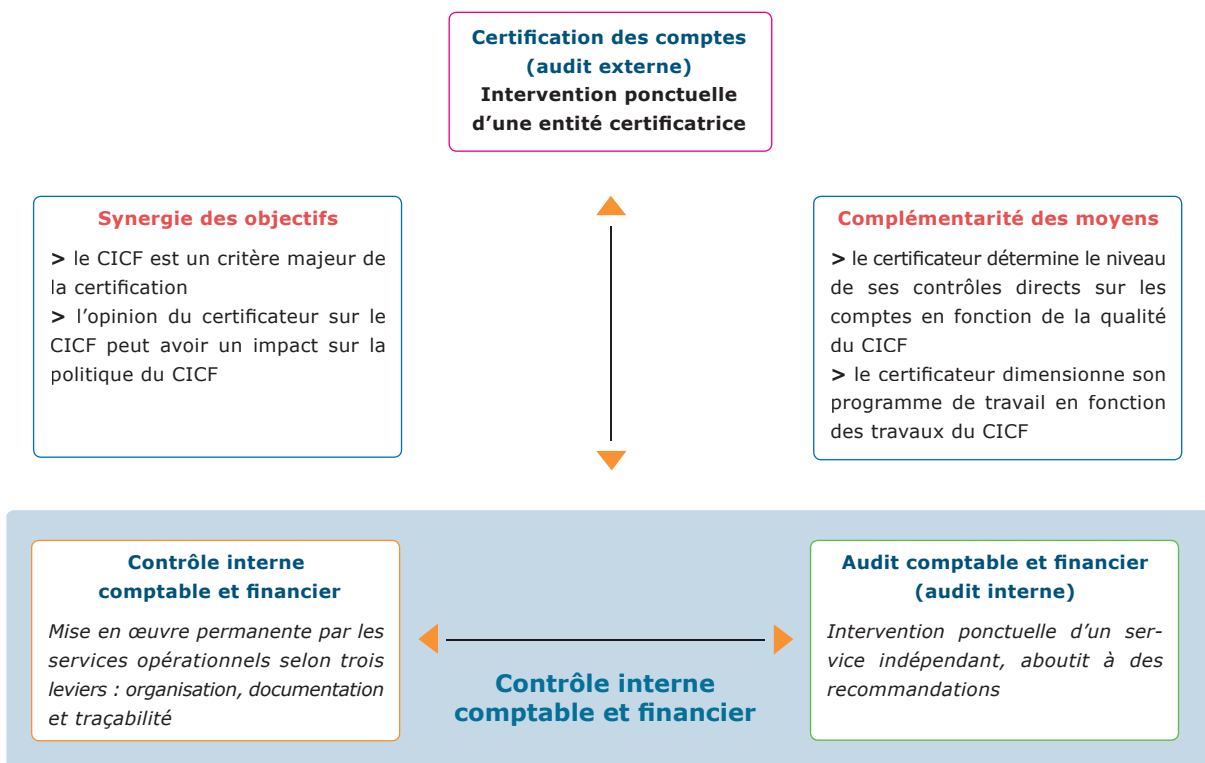 Certification des comptes
(audit externe)
Intervention ponctuelle
d’une entité certificatrice
Synergie des objectifs
> le CICF est un critère majeur de
la certification
> l’opinion du certificateur sur le
CICF peut avoir un impact sur la
politique du CICF
Complémentarité des moyens
> le certificateur détermine le niveau
de ses contrôles directs sur les
comptes en fonction de la qualité
du CICF
> le certificateur dimensionne son
programme de travail en fonction
des travaux du CICF
Contrôle interne
comptable et financier
Mise en œuvre permanente par les
services opérationnels selon trois
leviers : organisation, documentation
et traçabilité
Contrôle interne
comptable et financier
Audit comptable et financier
(audit interne)
Intervention ponctuelle d’un ser-
vice indépendant, aboutit à des
recommandations